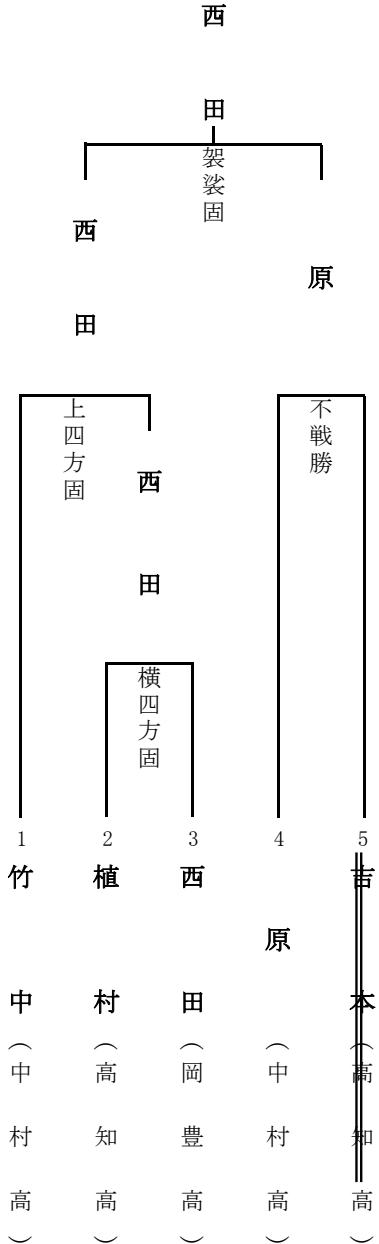 西田
袈裟固
西田
原
上四方固
不戦勝
西田
横四方固
1
2
3
4
5
竹中（中村高）
植村（高知高）
西田（岡豊高）
原（中村高）
吉本（高知高）